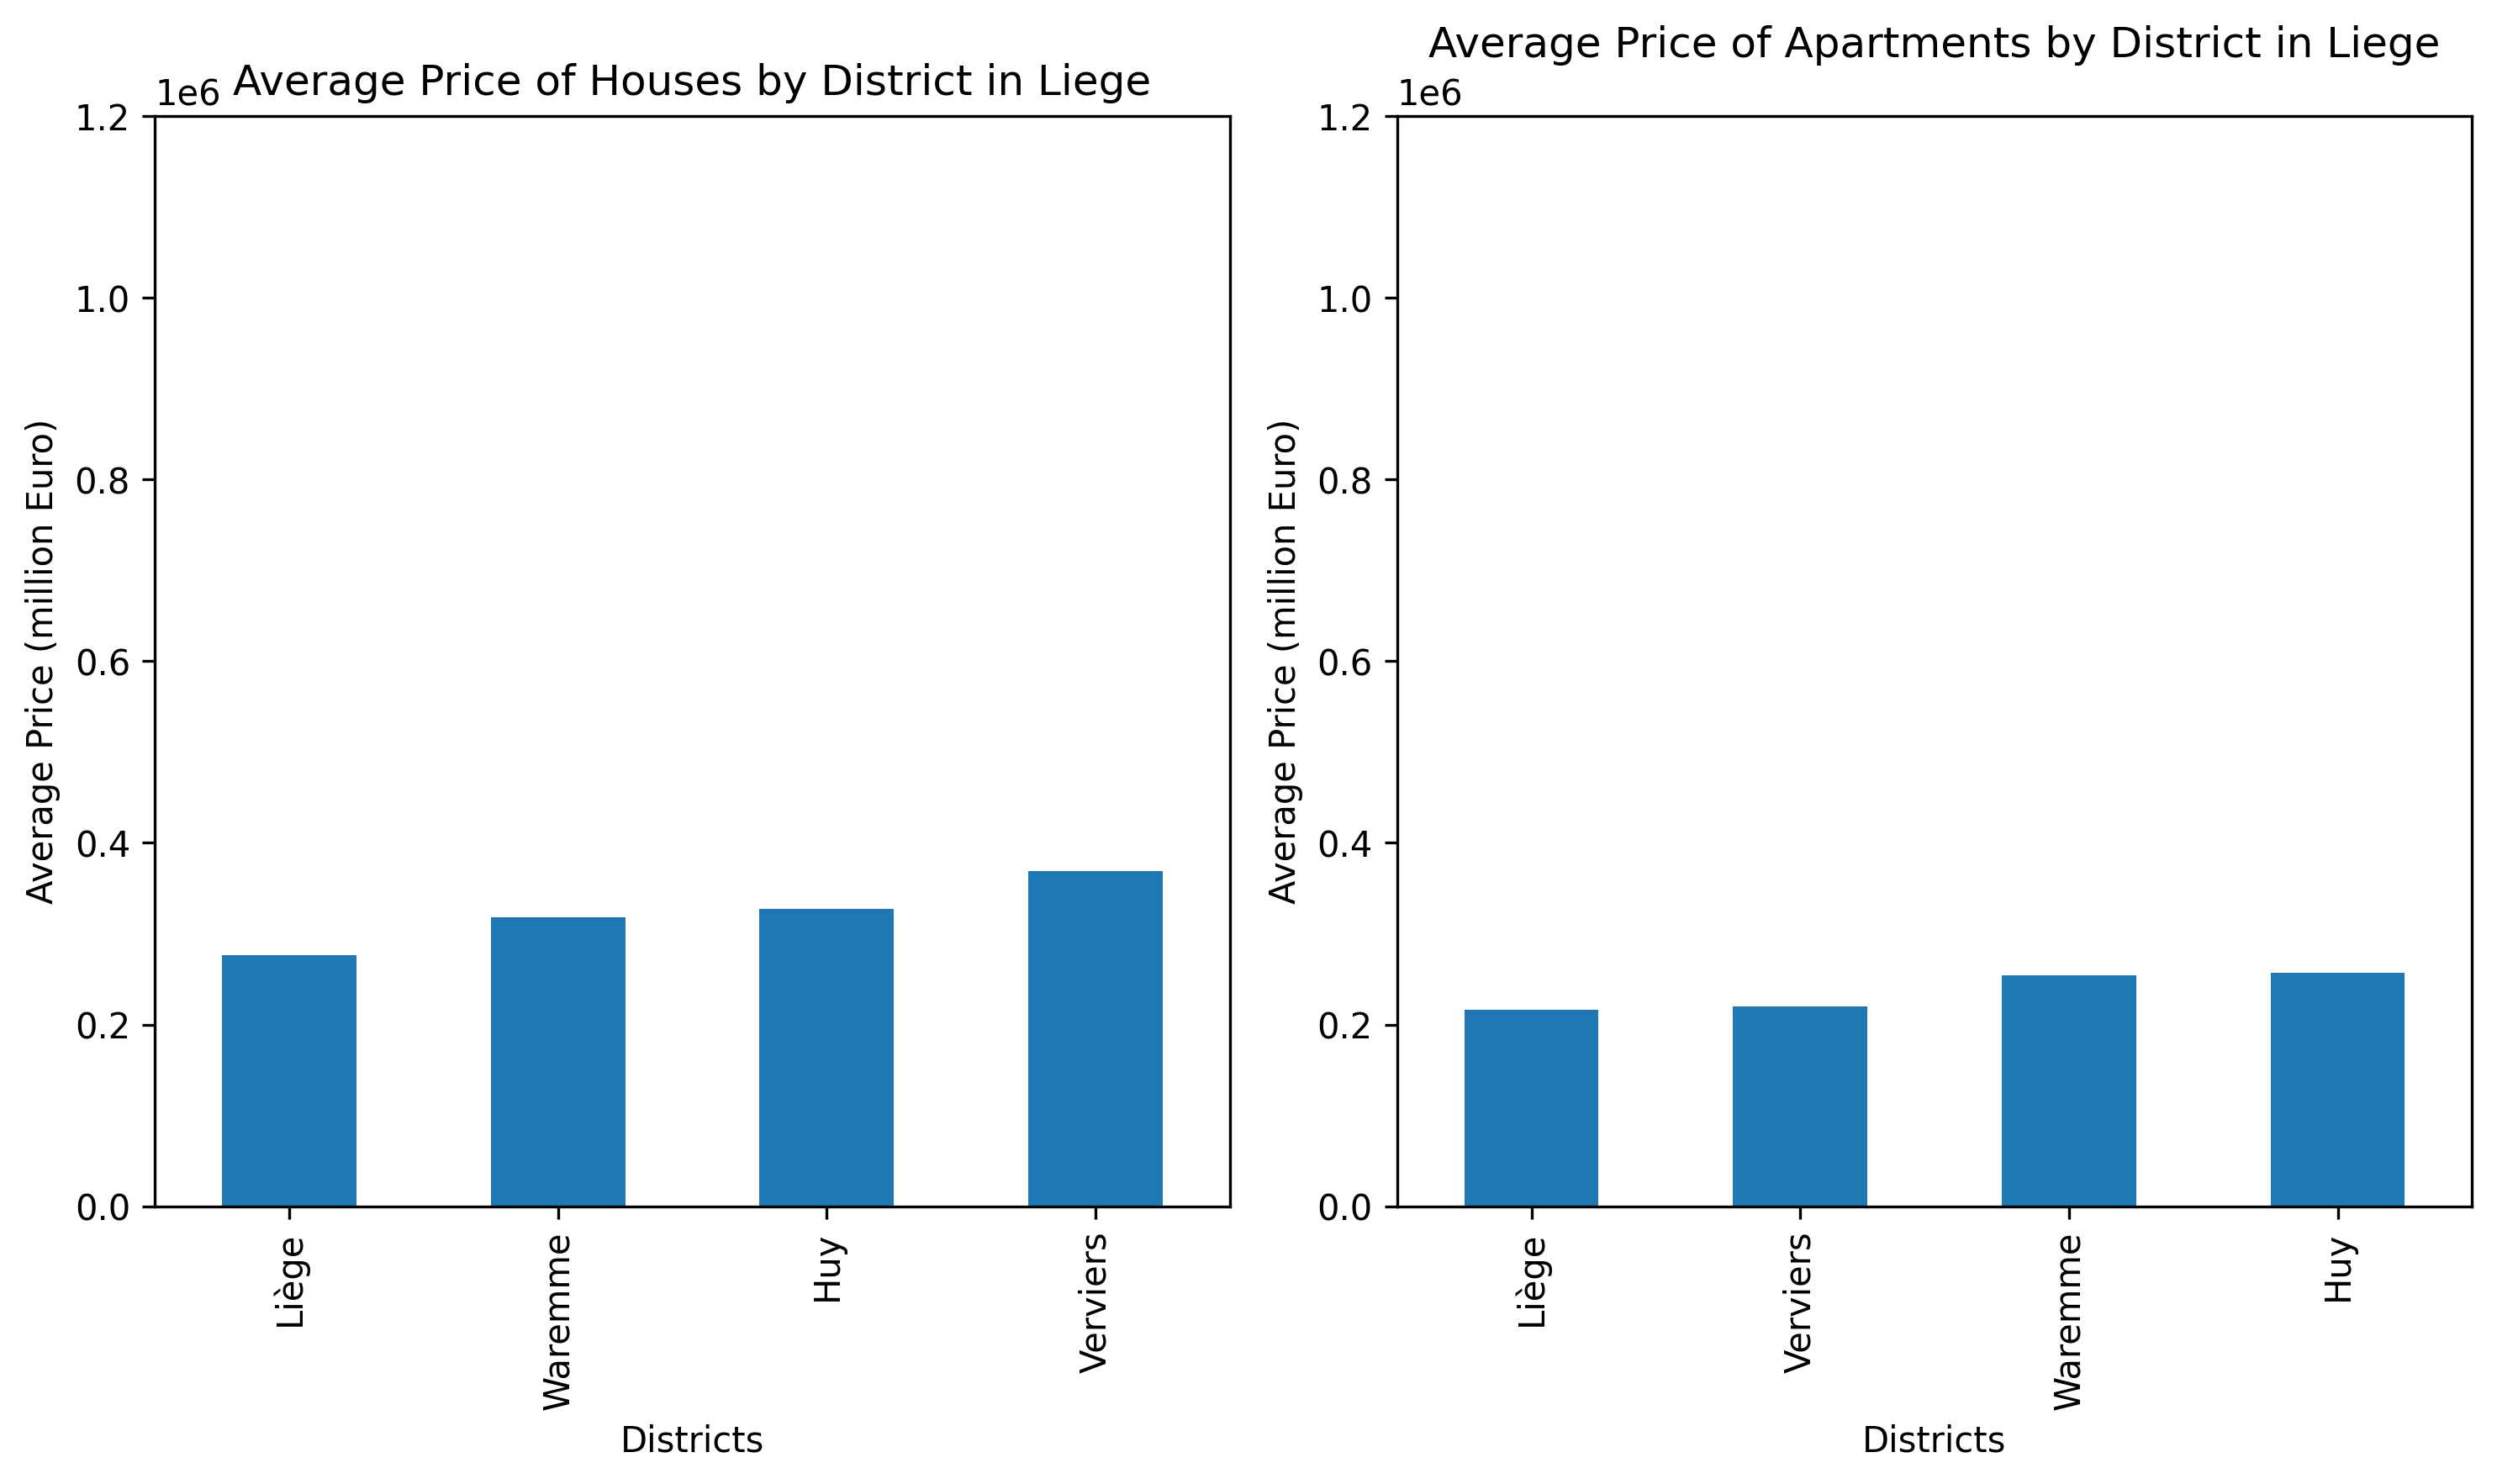 Average Price of Houses by District in Liege
1e6
1.2
1.0
0.8
0.6
0.4
0.2
0.0
Average Price (million Euro)
Liège
Waremme
Huy
Verviers
Districts
Average Price of Apartments by District in Liege
1e6
1.2
1.0
0.8
0.6
0.4
0.2
0.0
Average Price (million Euro)
Liège
Verviers
Waremme
Huy
Districts